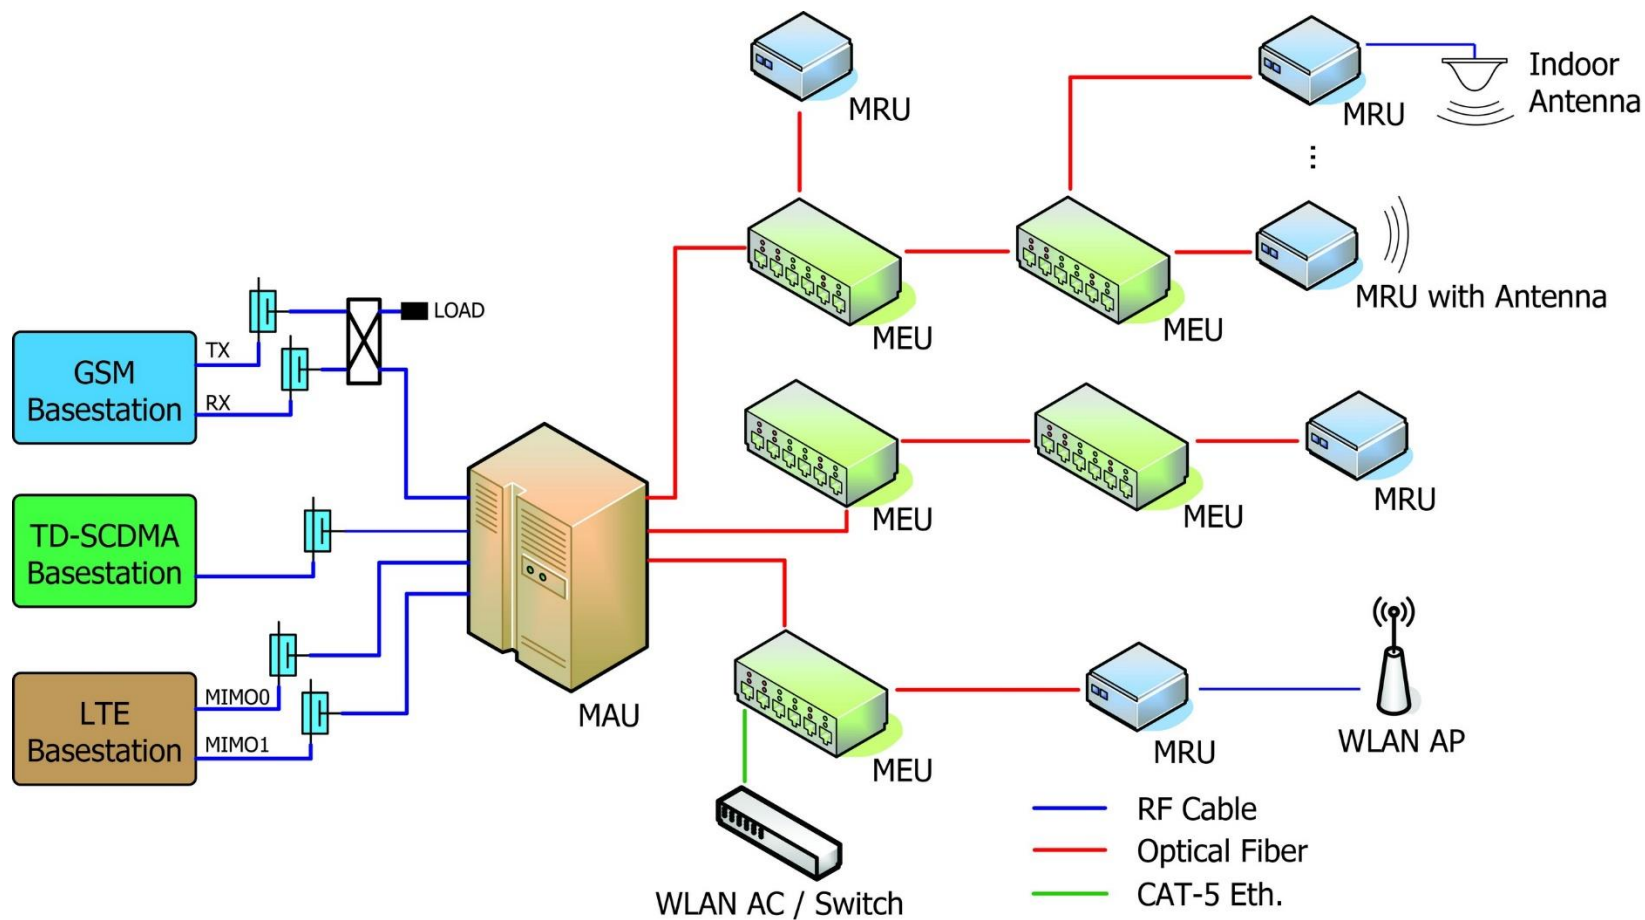 MRU
MRU
Indoor
Antenna
MEU
MEU
MRU with Antenna
LOAD
TX
GSM
Basestation
RX
MEU
MEU
MRU
TD-SCDMA
Basestation
MAU
MIMO0
LTE
Basestation
MIMO1
MEU
MRU
WLAN AP
WLAN AC / Switch
RF Cable
Optical Fiber
CAT-5 Eth.